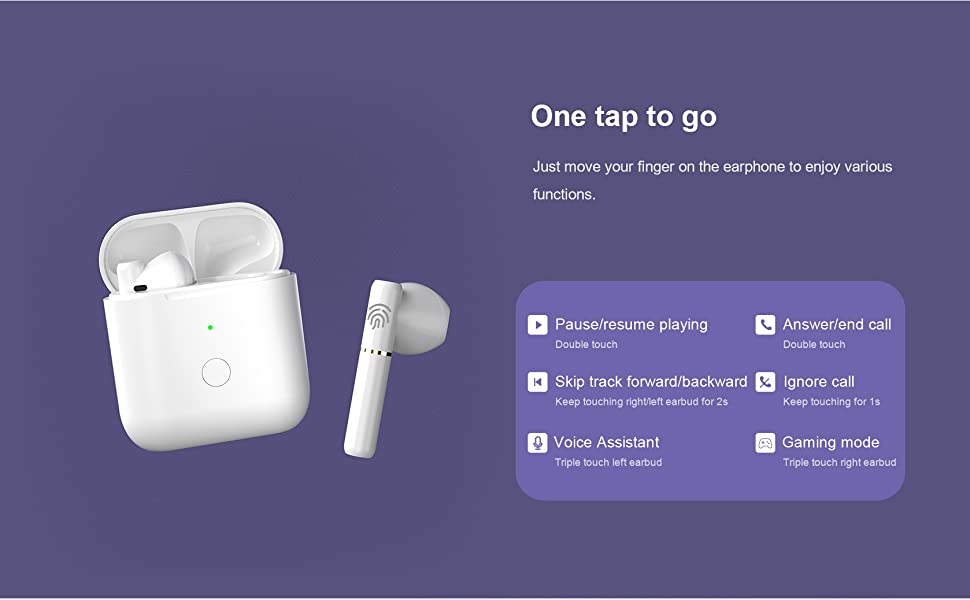 One tap to go
Just move your finger on the earphone to enjoy various
functions.
Pause/resume playing
Double touch
Answer/end call
Double touch
Skip track forward/backward
Keep touching right/left earbud for 2s
Ignore call
Keep touching for 1s
Voice Assistant
Triple touch left earbud
Gaming mode
Triple touch right earbud